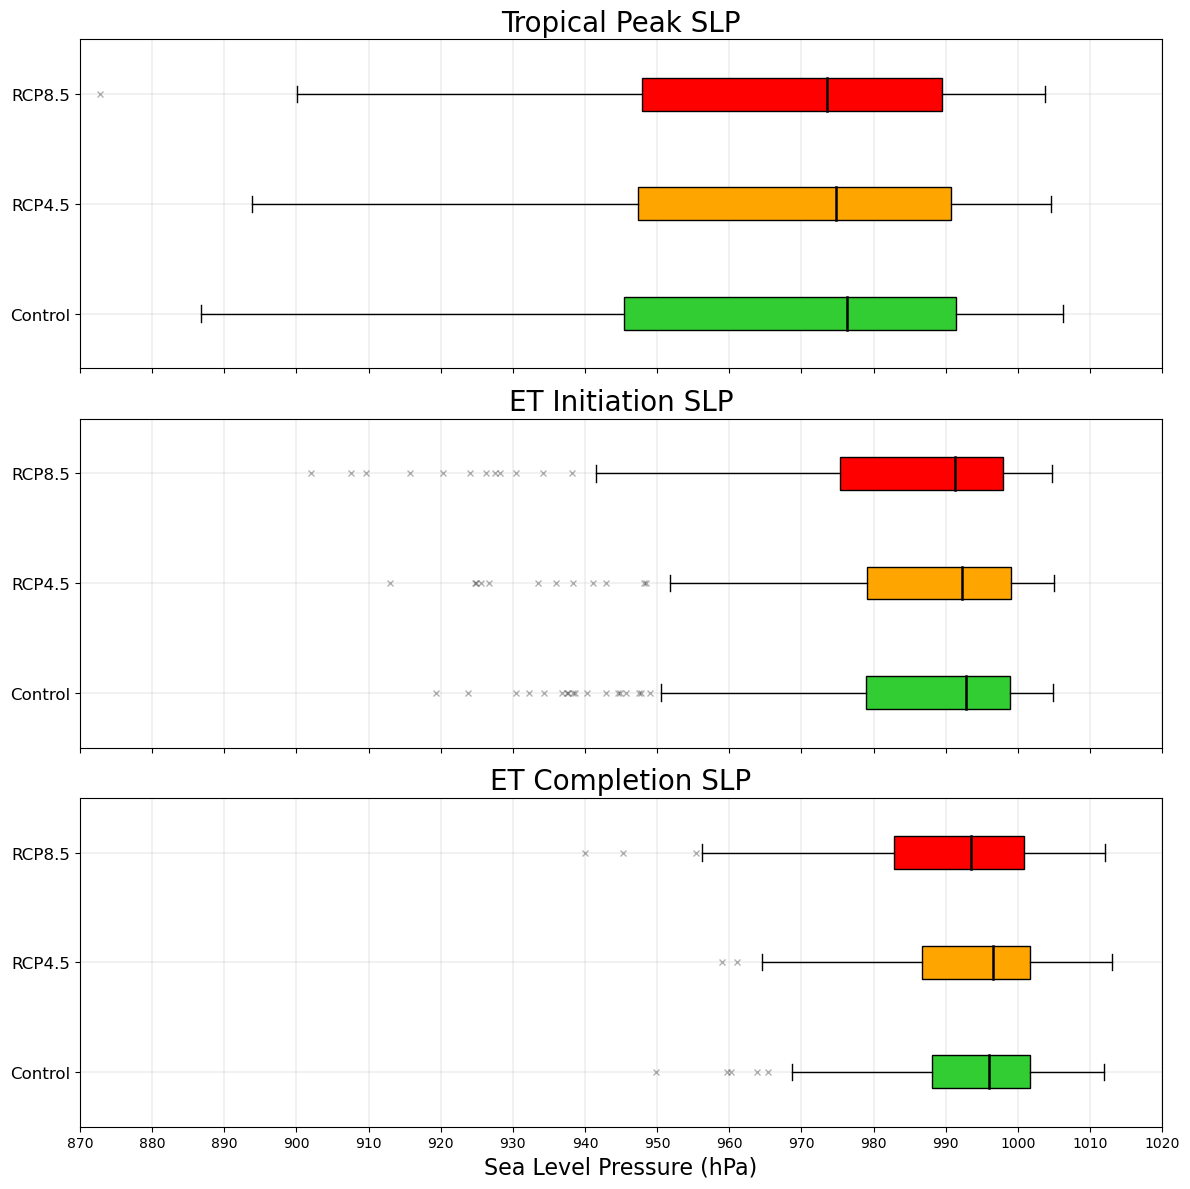 Tropical Peak SLP
RCP8.5
RCP4.5
Control
ET Initiation SLP
RCP8.5
RCP4.5
Control
ET Completion SLP
RCP8.5
RCP4.5
Control
870 880 890 900 910 920 930 940 950 960 970 980 990 1000 1010 1020
Sea Level Pressure (hPa)